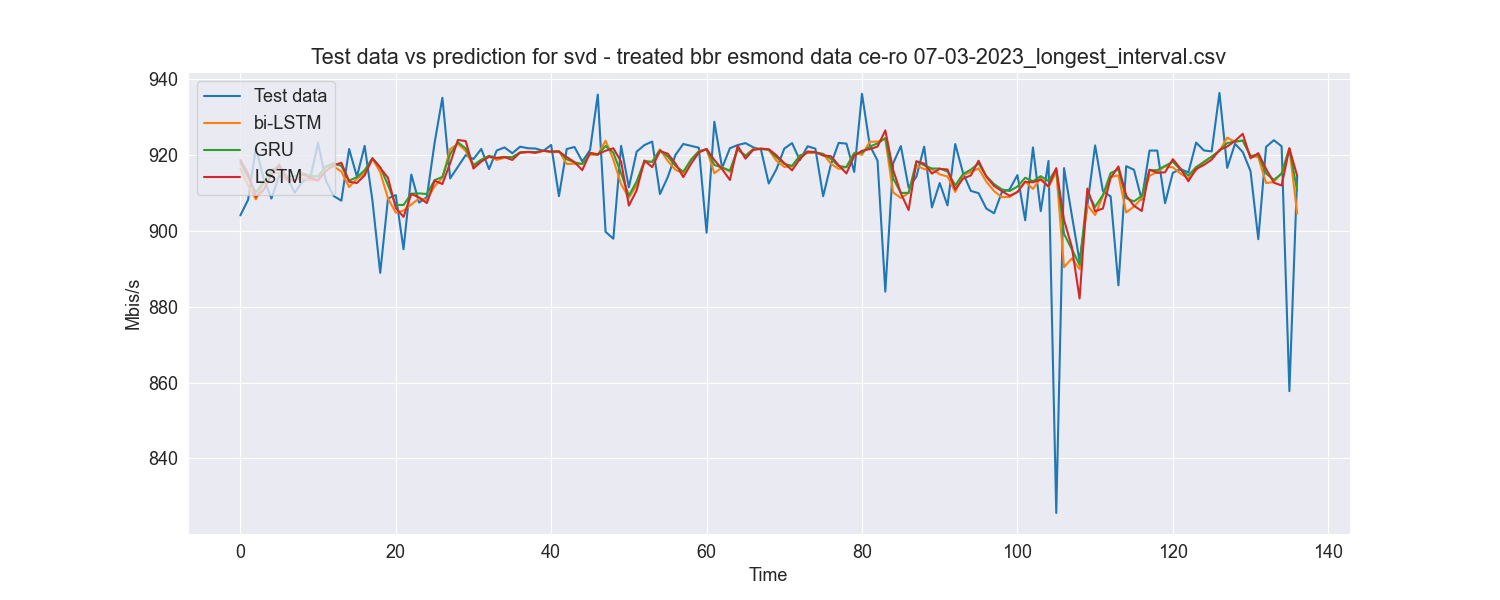 Test data vs prediction for svd - treated bbr esmond data ce-ro 07-03-2023_longest_interval.csv
940
920
900
880
860
840
Mbis/s
Test data
bi-LSTM
GRU
LSTM
0 20 40 60 80 100 120 140
Time